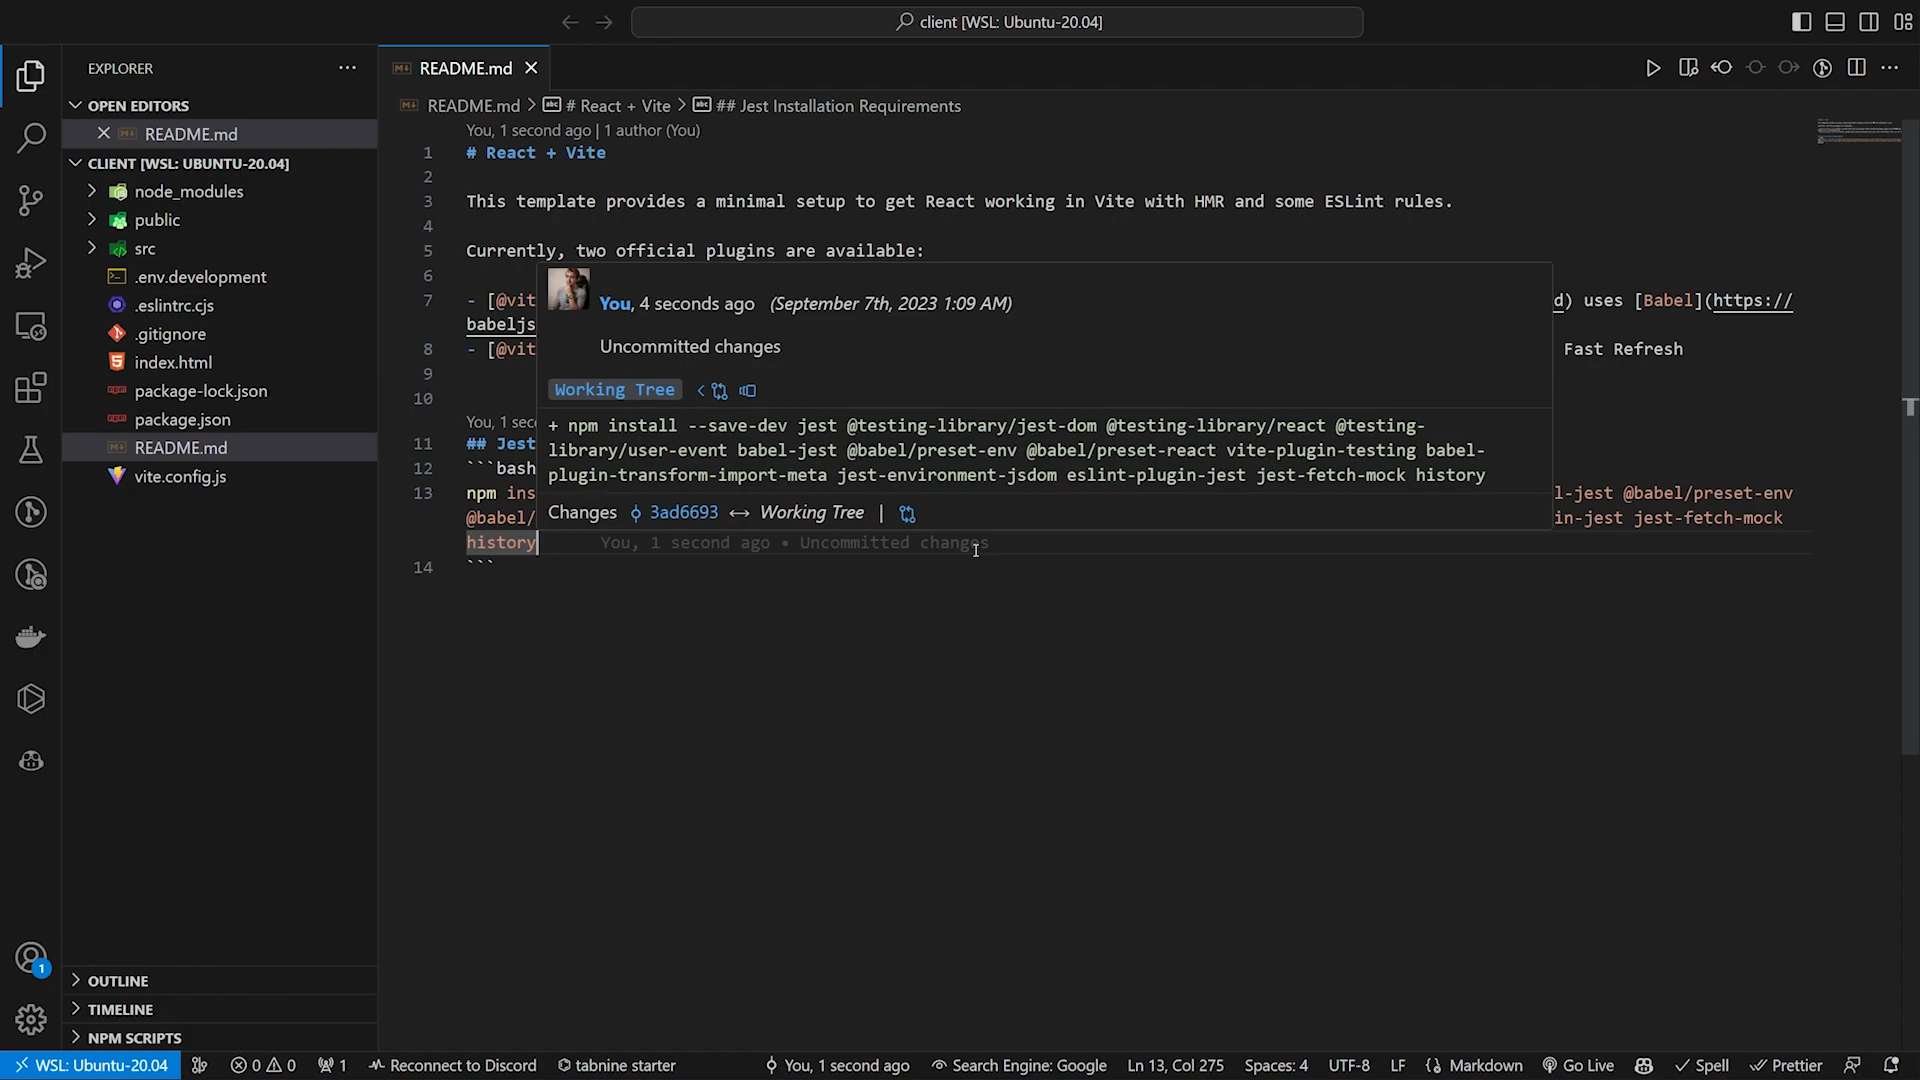 client [WSL: Ubuntu-20.04]
EXPLORER
OPEN EDITORS
README.md
CLIENT [WSL: UBUNTU-20.04]
node_modules
public
src
.env.development
.eslintrc.cjs
.gitignore
index.html
package-lock.json
package.json
README.md
vite.config.js
OUTLINE
TIMELINE
NPM SCRIPTS
README.md
README.md > # React + Vite > ## Jest Installation Requirements
You, 1 second ago | 1 author (You)
1 # React + Vite
2
3 This template provides a minimal setup to get React working in Vite with HMR and some ESLint rules.
4
5 Currently, two official plugins are available:
6
7 - [@vit d) uses [Babel](https://
babeljs
8 - [@vit Fast Refresh
9
10
You, 1 sec
11 ## Jest
12 ```bash
13 npm ins l-jest @babel/preset-env
@babel/ in-jest jest-fetch-mock
history You, 1 second ago • Uncommitted changes
14 ```
You, 4 seconds ago (September 7th, 2023 1:09 AM)
Uncommitted changes
Working Tree
+ npm install --save-dev jest @testing-library/jest-dom @testing-library/react @testing-
library/user-event babel-jest @babel/preset-env @babel/preset-react vite-plugin-testing babel-
plugin-transform-import-meta jest-environment-jsdom eslint-plugin-jest jest-fetch-mock history
Changes 3ad6693 ↔ Working Tree |
1
WSL: Ubuntu-20.04 0 0 1 Reconnect to Discord tabnine starter You, 1 second ago Search Engine: Google Ln 13, Col 275 Spaces: 4 UTF-8 LF Markdown Go Live Spell Prettier